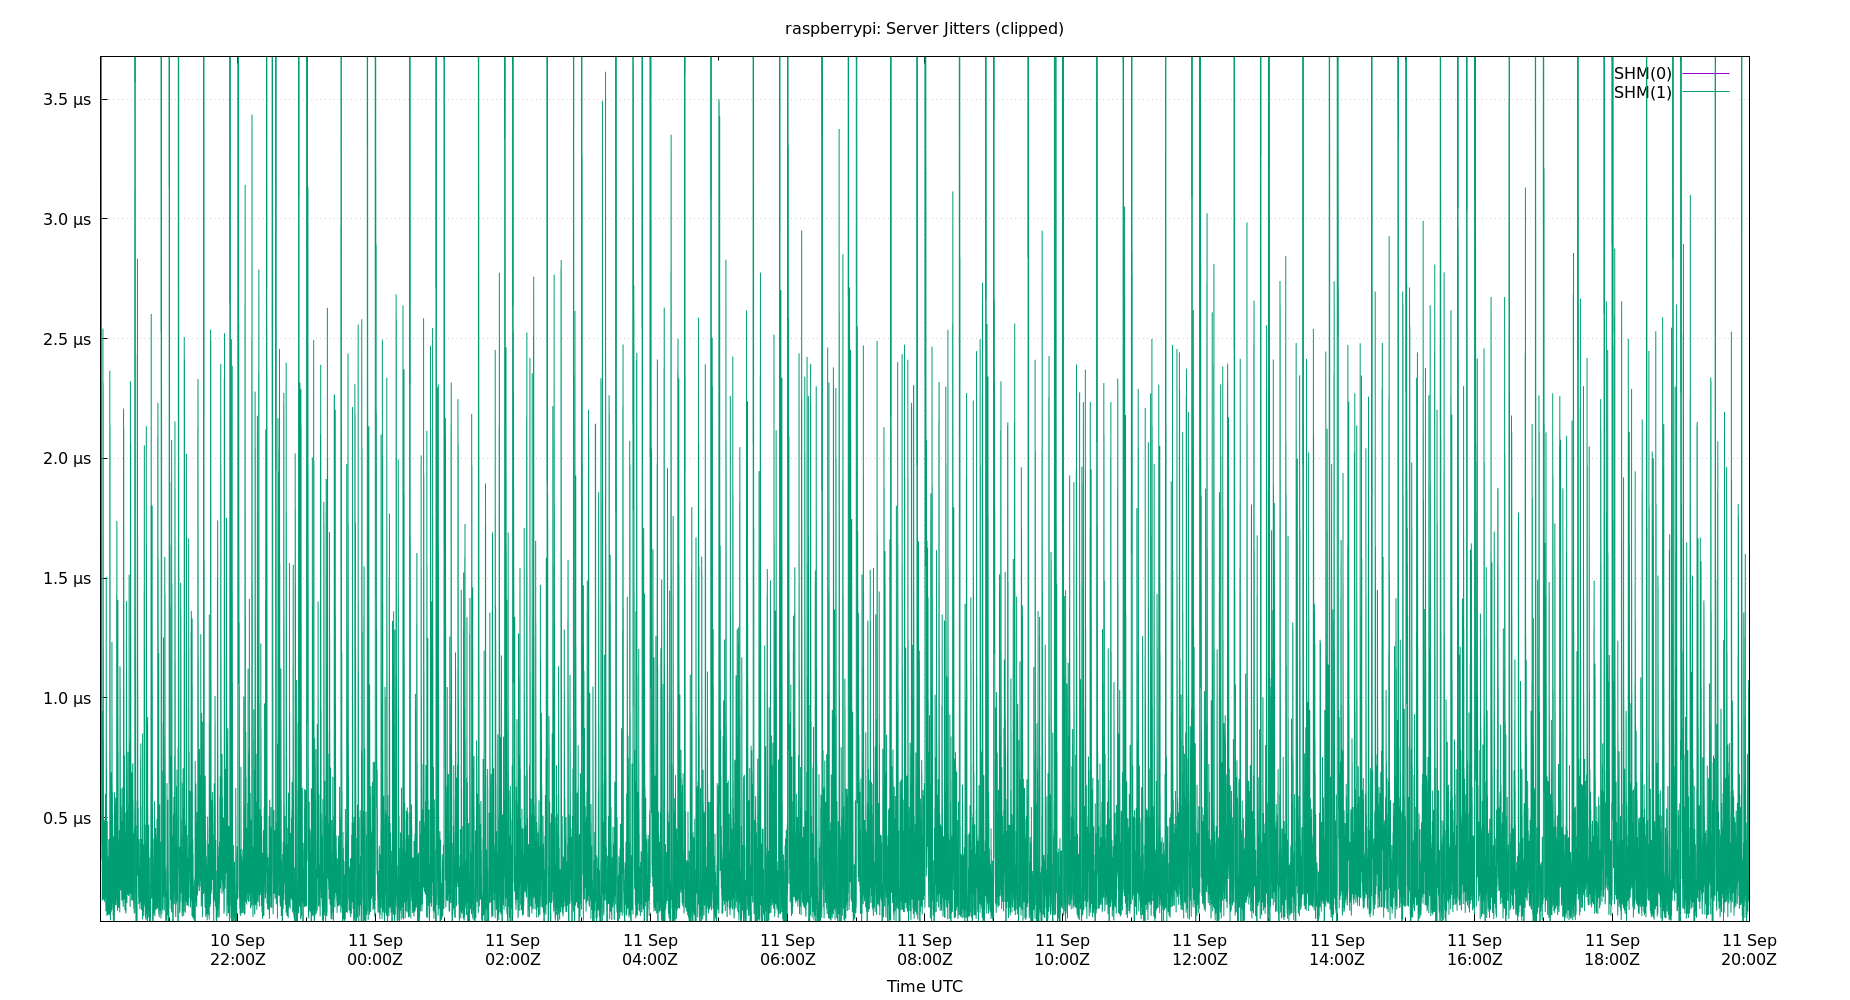 raspberrypi: Server Jitters (clipped)
SHM(0)
SHM(1)
3.5 µs
3.0 µs
2.5 µs
2.0 µs
1.5 µs
1.0 µs
0.5 µs
10 Sep 11 Sep 11 Sep 11 Sep 11 Sep 11 Sep 11 Sep 11 Sep 11 Sep 11 Sep 11 Sep 11 Sep
22:00Z 00:00Z 02:00Z 04:00Z 06:00Z 08:00Z 10:00Z 12:00Z 14:00Z 16:00Z 18:00Z 20:00Z
Time UTC